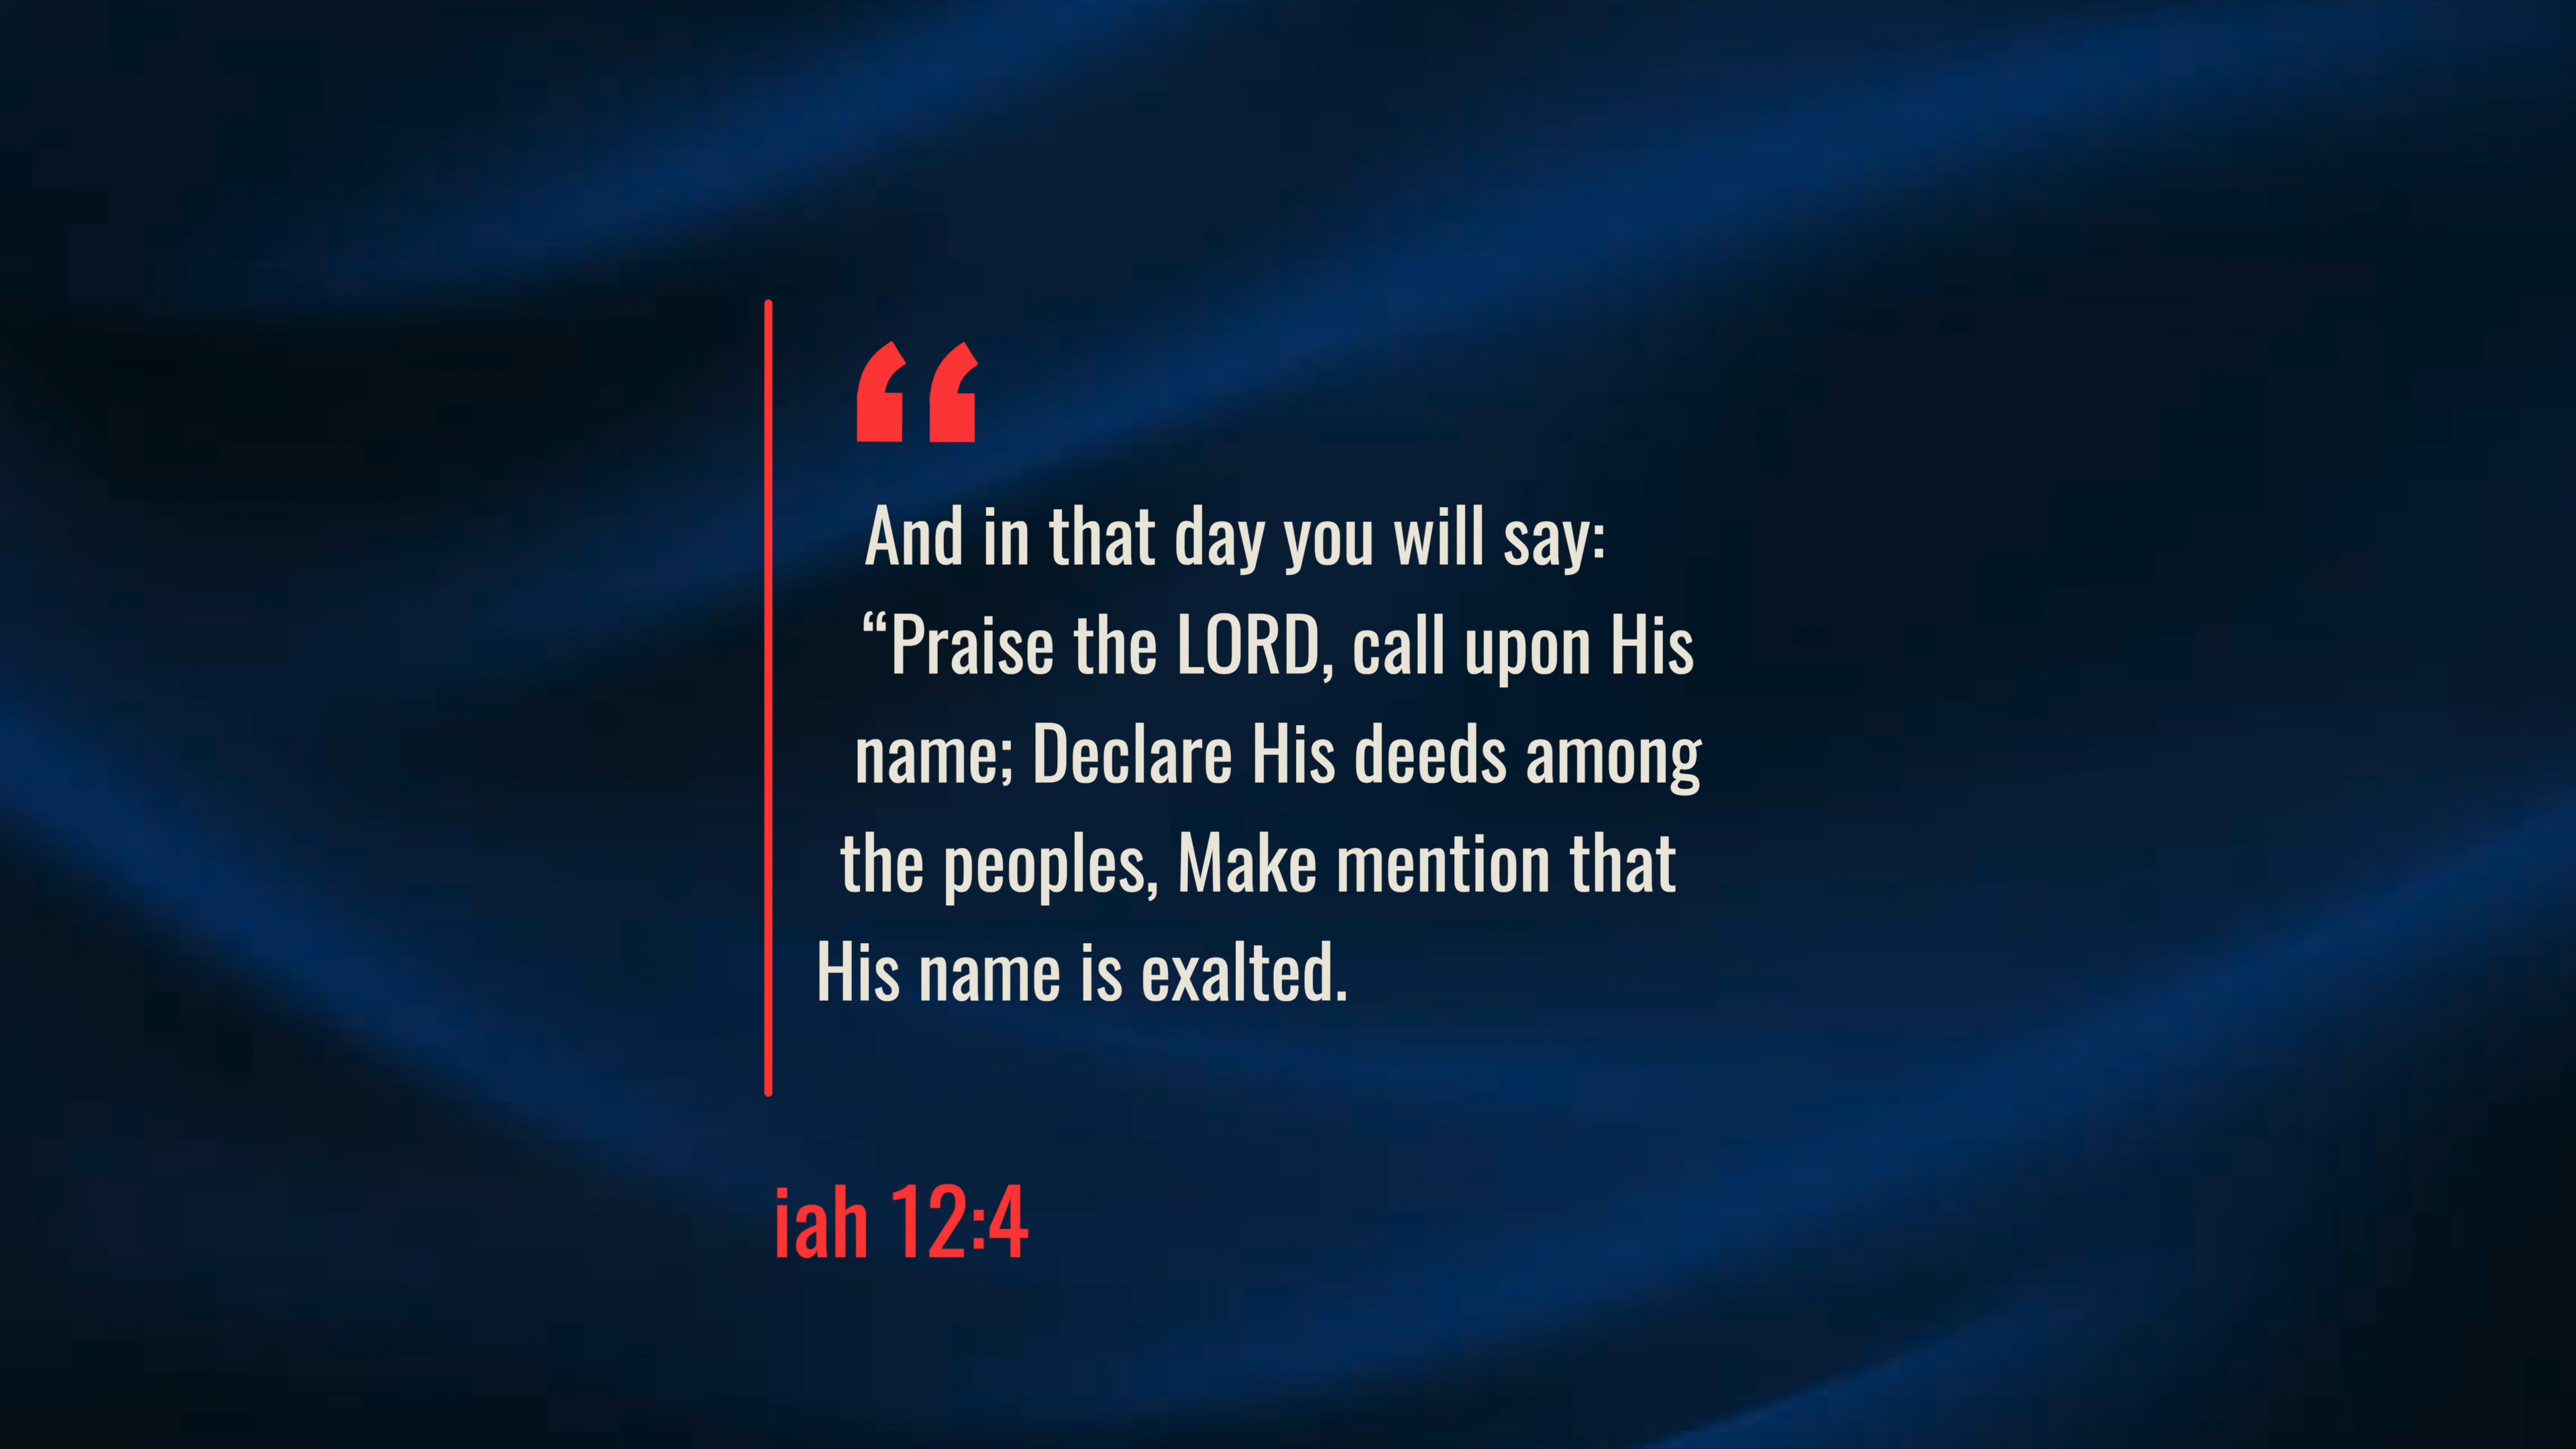 “
And in that day you will say:
“Praise the LORD, call upon His
name; Declare His deeds among
the peoples, Make mention that
His name is exalted.
iah 12:4